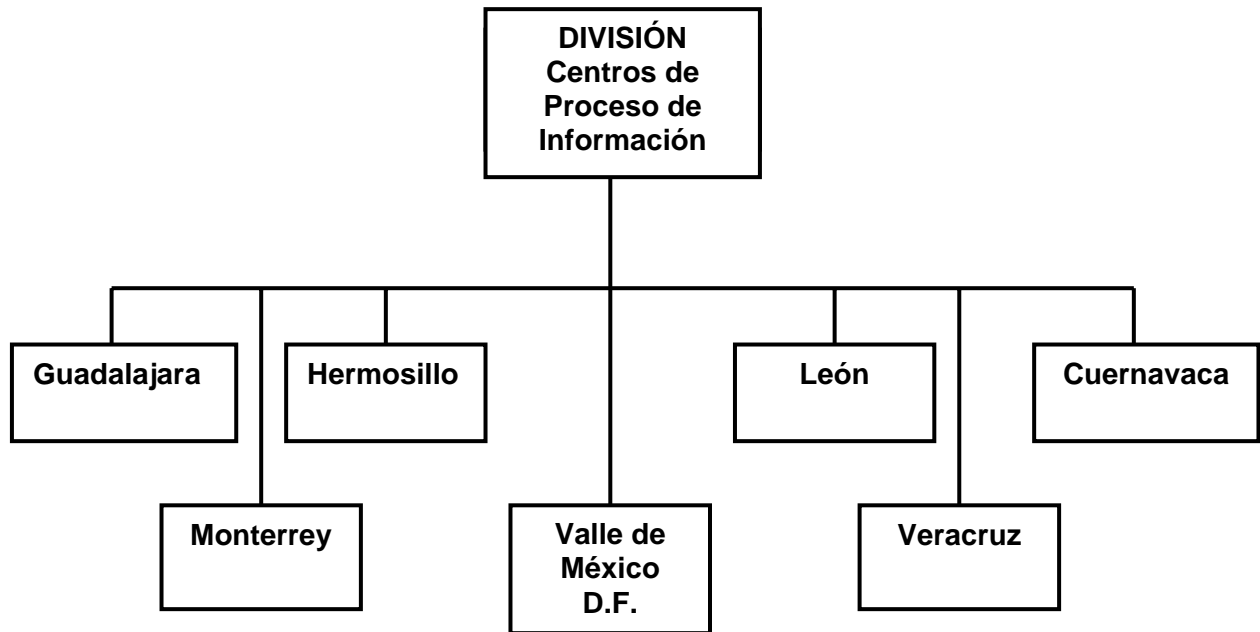 DIVISIÓN
Centros de
Proceso de
Información
Guadalajara
Hermosillo
León
Cuernavaca
Monterrey
Valle de
México
D.F.
Veracruz